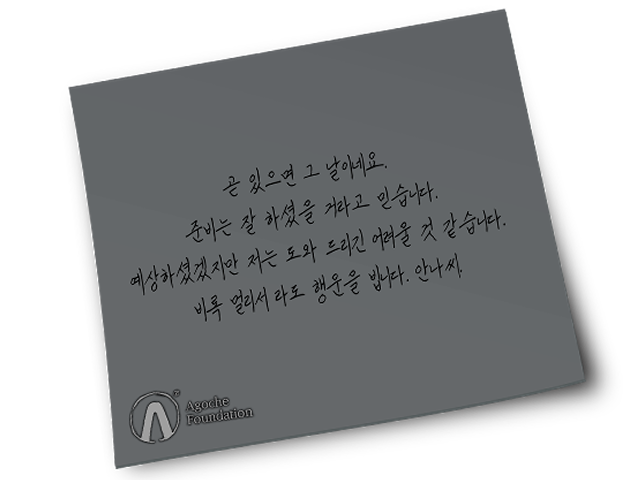 곧 있으면 그 날이네요.
준비는 잘 하셨을 거라고 믿습니다.
예상하셨겠지만 저는 도와 드리긴 어려울 것 같습니다.
비록 멀리서 라도 행운을 빕니다. 안나 씨.
Agoche
Foundation